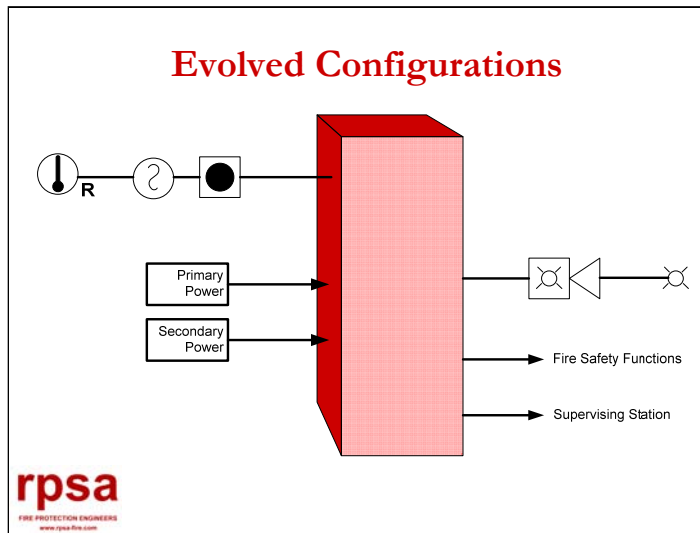 Evolved Configurations
R
Primary
Power
Secondary
Power
Fire Safety Functions
Supervising Station
rpsa
FIRE PROTECTION ENGINEERS
www.rpsa-fire.com